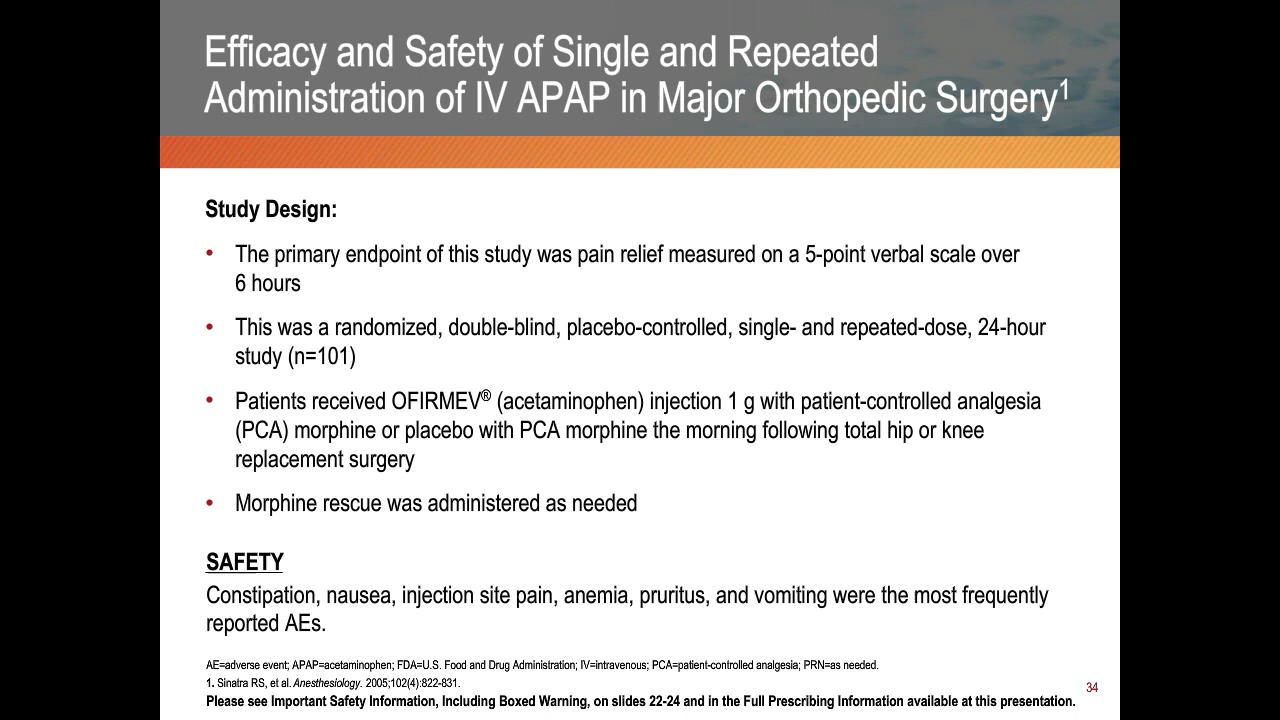 Efficacy and Safety of Single and Repeated
Administration of IV APAP in Major Orthopedic Surgery1
Study Design:
• The primary endpoint of this study was pain relief measured on a 5-point verbal scale over
6 hours
• This was a randomized, double-blind, placebo-controlled, single- and repeated-dose, 24-hour
study (n=101)
• Patients received OFIRMEV® (acetaminophen) injection 1 g with patient-controlled analgesia
(PCA) morphine or placebo with PCA morphine the morning following total hip or knee
replacement surgery
• Morphine rescue was administered as needed
SAFETY
Constipation, nausea, injection site pain, anemia, pruritus, and vomiting were the most frequently
reported AEs.
AE=adverse event; APAP=acetaminophen; FDA=U.S. Food and Drug Administration; IV=intravenous; PCA=patient-controlled analgesia; PRN=as needed.
1. Sinatra RS, et al. Anesthesiology. 2005;102(4):822-831.
Please see Important Safety Information, Including Boxed Warning, on slides 22-24 and in the Full Prescribing Information available at this presentation.
34